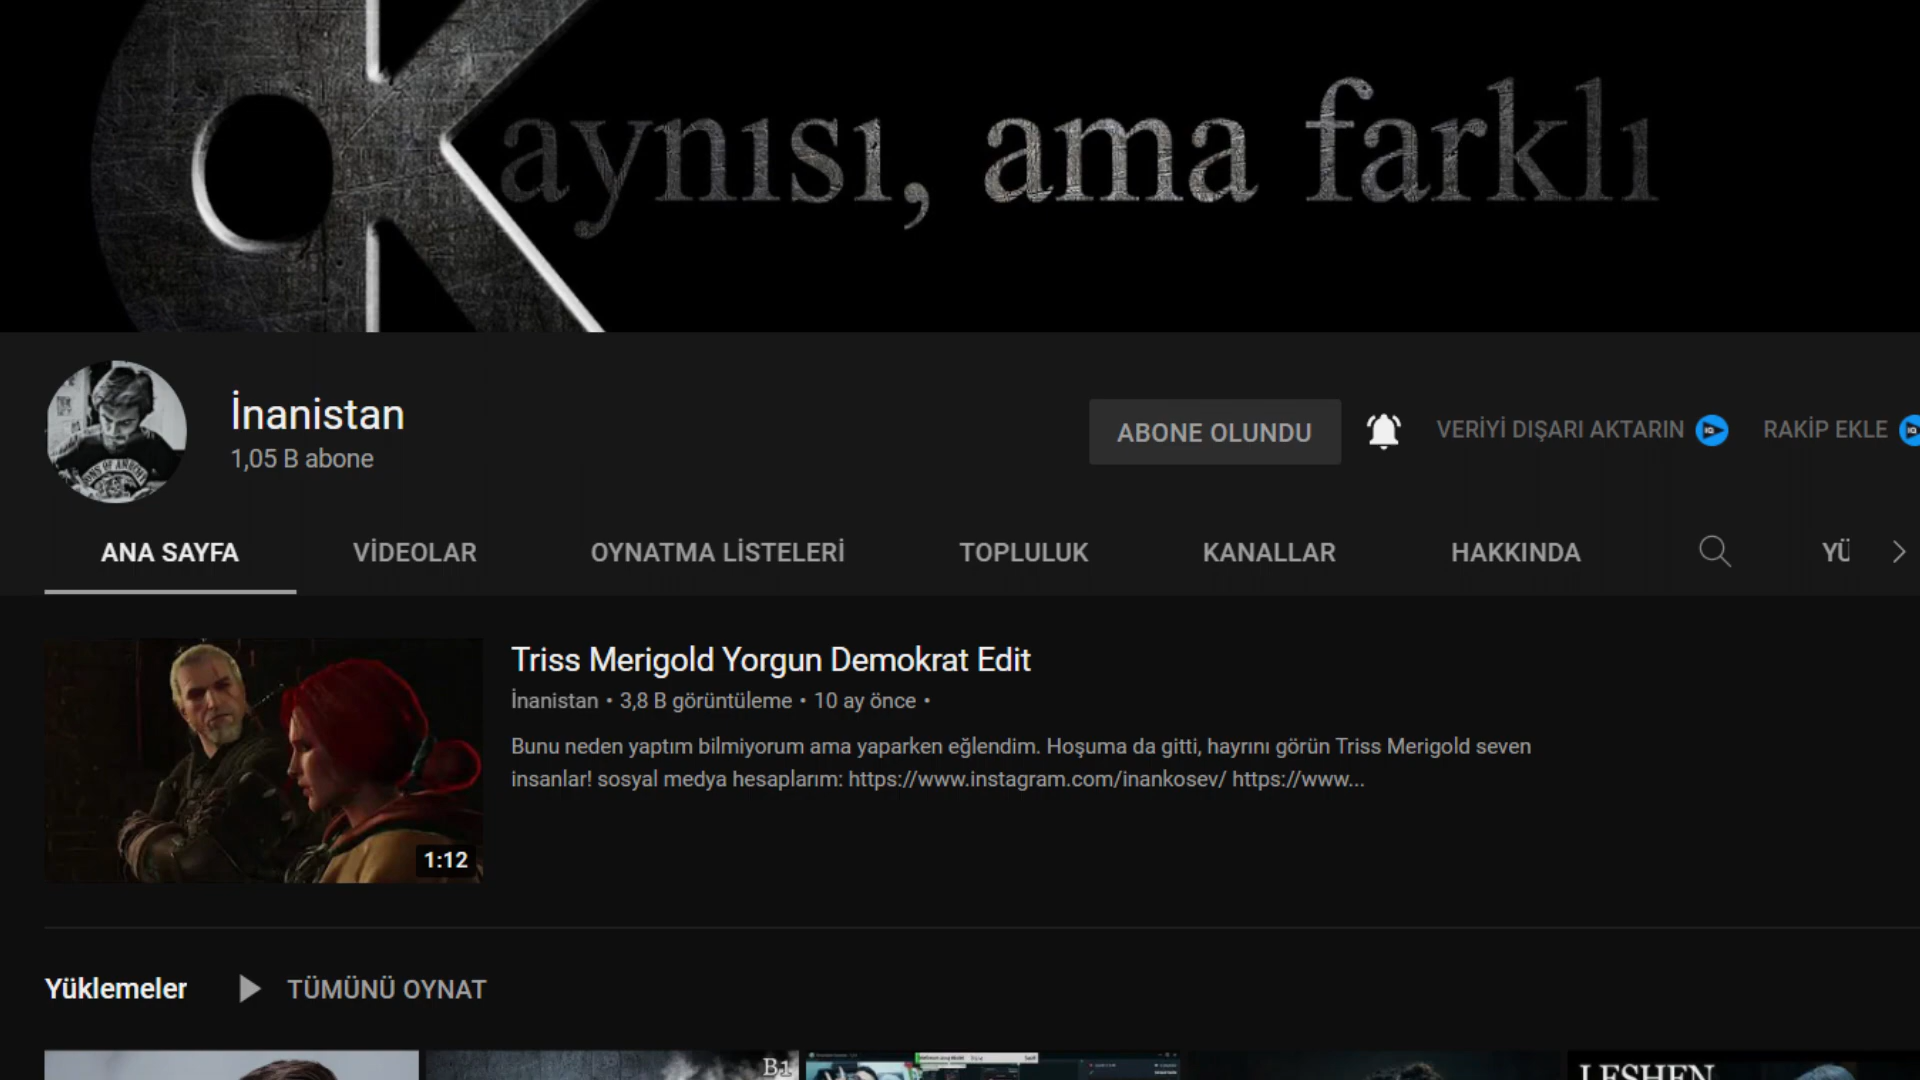 aynısı, ama farklı
İnanistan
1,05 B abone
ABONE OLUNDU
VERİYİ DIŞARI AKTARIN
RAKİP EKLE
ANA SAYFA
VİDEOLAR
OYNATMA LİSTELERİ
TOPLULUK
KANALLAR
HAKKINDA
YÜ
Triss Merigold Yorgun Demokrat Edit
İnanistan • 3,8 B görüntüleme • 10 ay önce •
Bunu neden yaptım bilmiyorum ama yaparken eğlendim. Hoşuma da gitti, hayrını görün Triss Merigold seven
insanlar! sosyal medya hesaplarım: https://www.instagram.com/inankosev/ https://www...
1:12
Yüklemeler
TÜMÜNÜ OYNAT
B1
LESHEN